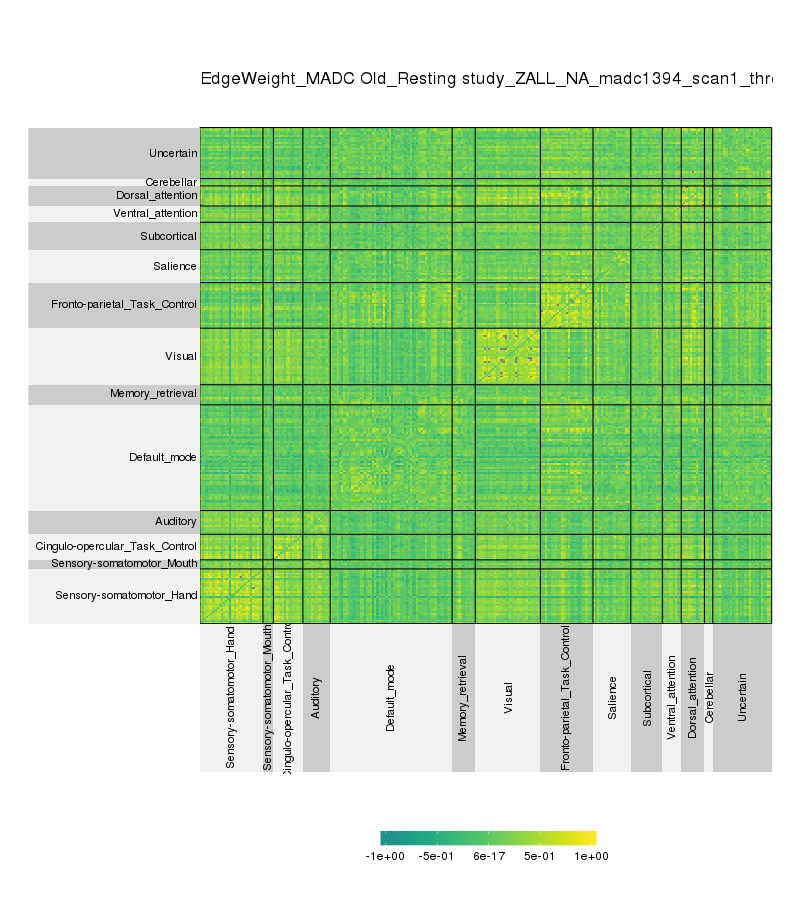 EdgeWeight_MADC Old_Resting study_ZALL_NA_madc1394_scan1_thr
Uncertain
Cerebellar
Dorsal_attention
Ventral_attention
Subcortical
Salience
Fronto-parietal_Task_Control
Visual
Memory_retrieval
Default_mode
Auditory
Cingulo-opercular_Task_Control
Sensory-somatomotor_Mouth
Sensory-somatomotor_Hand
Sensory-somatomotor_Hand
Sensory-somatomotor_Mouth
Cingulo-opercular_Task_Control
Auditory
Default_mode
Memory_retrieval
Visual
Fronto-parietal_Task_Control
Salience
Subcortical
Ventral_attention
Dorsal_attention
Cerebellar
Uncertain
-1e+00 -5e-01 6e-17 5e-01 1e+00